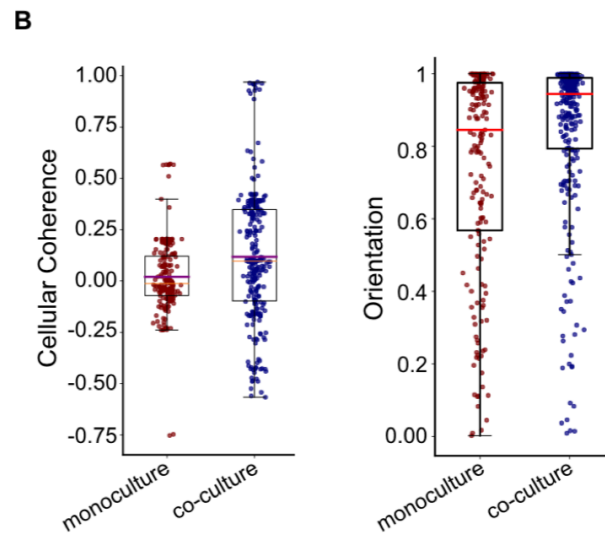 B
Cellular Coherence
1.00
0.75
0.50
0.25
0.00
-0.25
-0.50
-0.75
monoculture
co-culture
Orientation
1
0.8
0.6
0.4
0.2
0.00
monoculture
co-culture